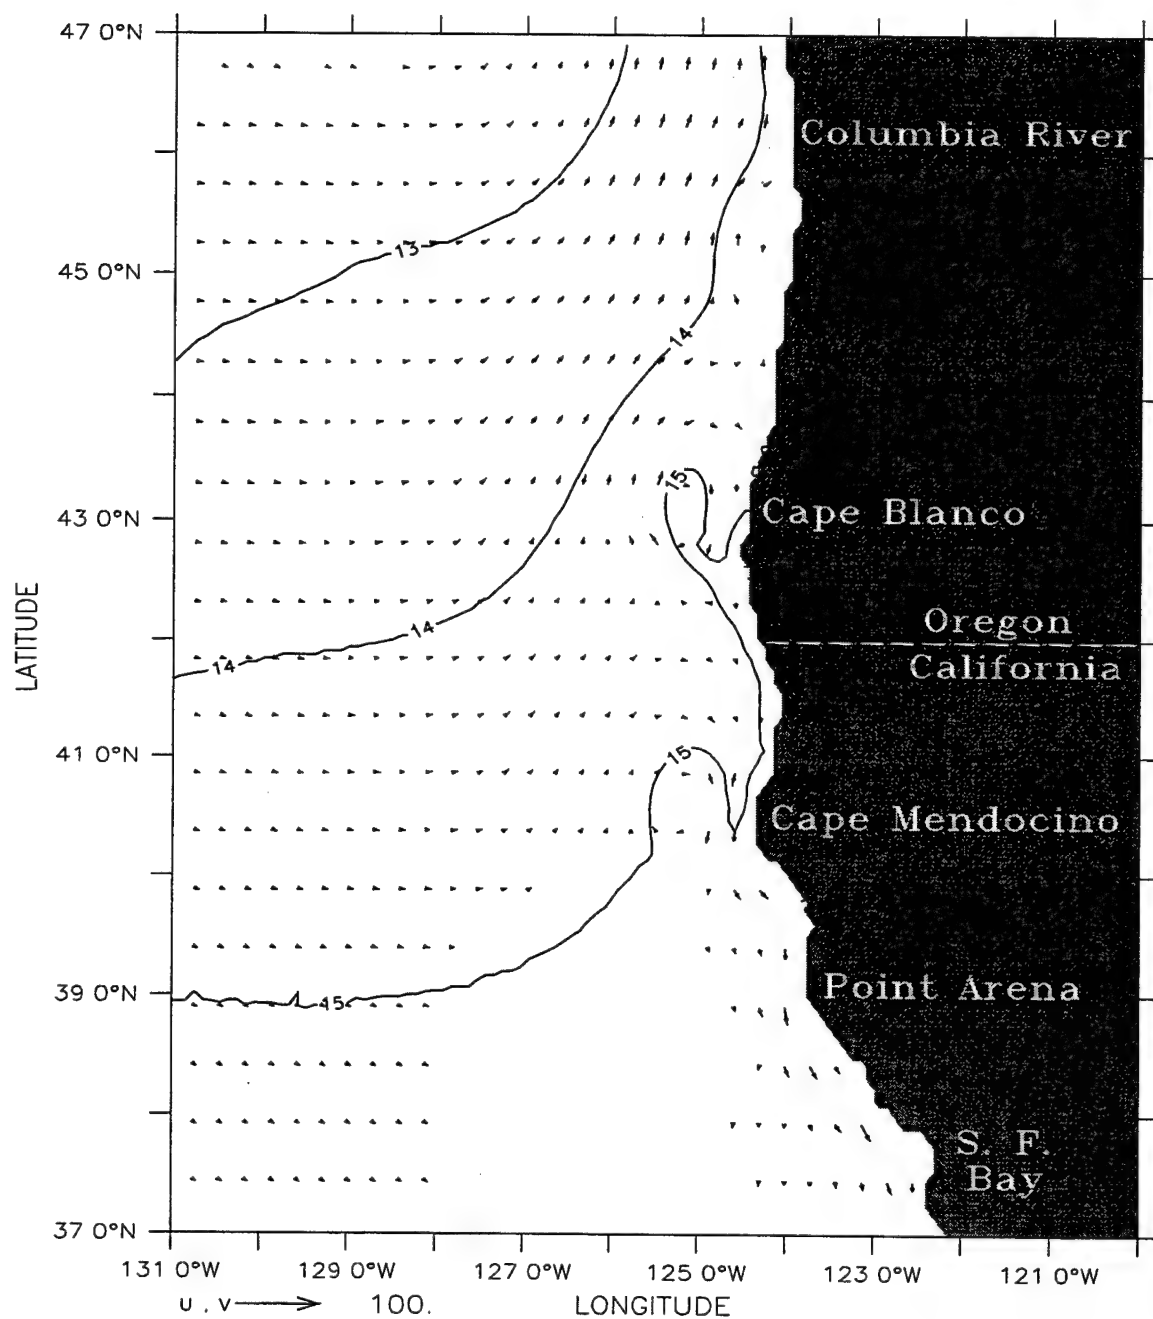 47 0°N
Columbia River
13
45 0°N
14
15
43 0°N
Cape Blanco
LATITUDE
Oregon
14
California
14
41 0°N
15
Cape Mendocino
39 0°N
15
Point Arena
S. F.
Bay
37 0°N
131 0°W
129 0°W
127 0°W
125 0°W
123 0°W
121 0°W
u , v
100.
LONGITUDE